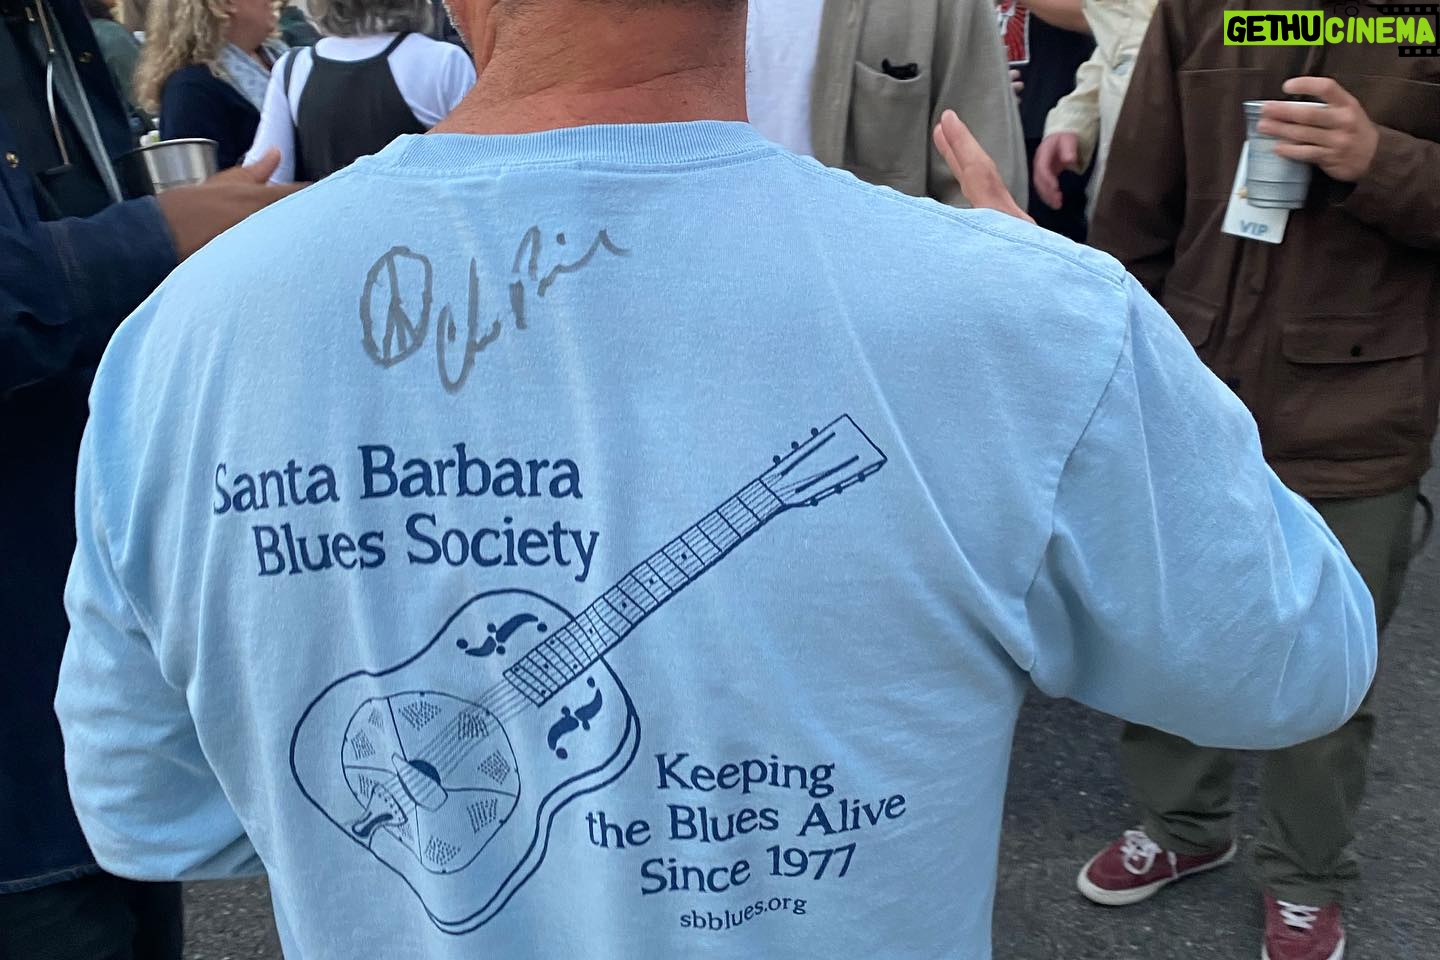 GETHUCINEMA
VIP
Santa Barbara
Blues Society
Keeping
the Blues Alive
Since 1977
sbblues.org